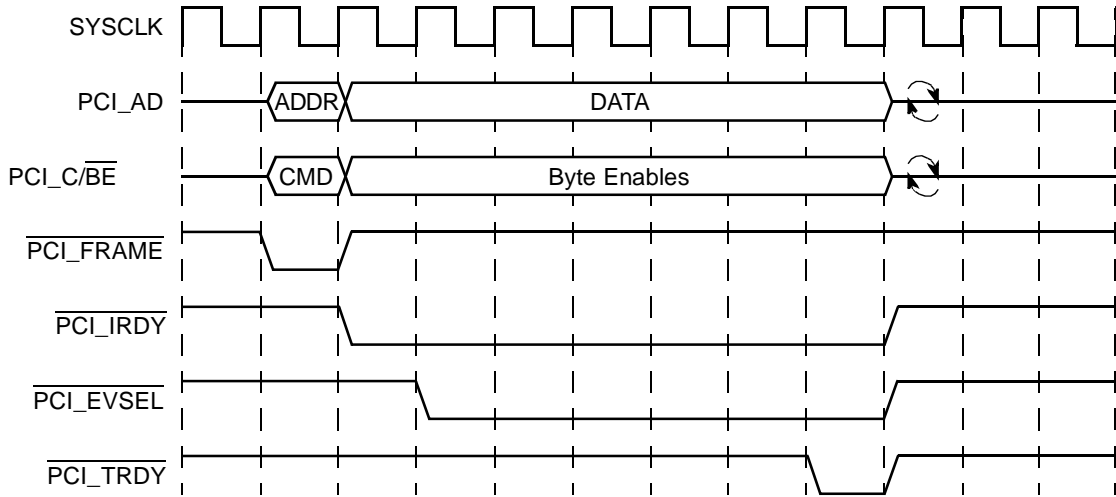 SYSCLK
PCI_AD ADDR DATA
PCI_C/BE CMD Byte Enables
PCI_FRAME
PCI_IRDY
PCI_EVSEL
PCI_TRDY